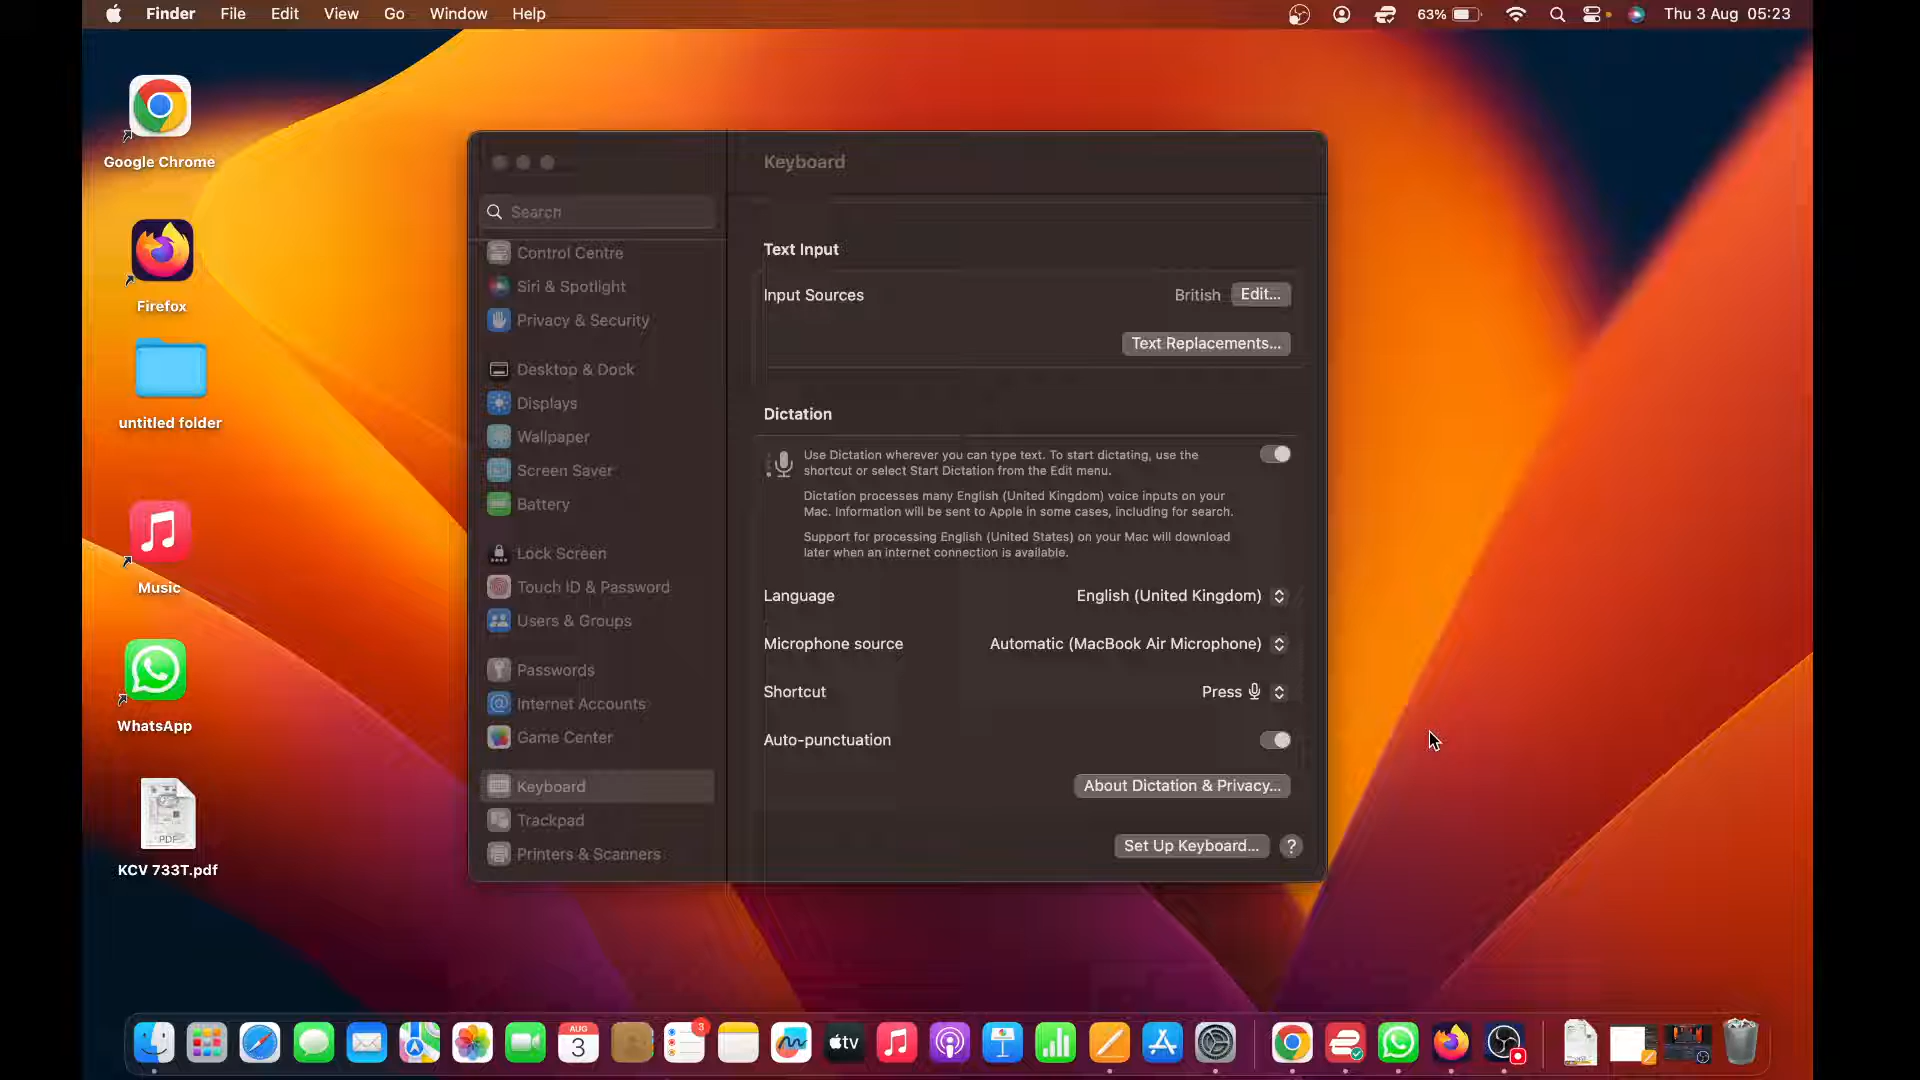 Finder File Edit View Go Window Help 63% Thu 3 Aug 05:23
Google Chrome
Firefox
untitled folder
Music
WhatsApp
PDF
KCV 733T.pdf
Search
Control Centre
Siri & Spotlight
Privacy & Security
Desktop & Dock
Displays
Wallpaper
Screen Saver
Battery
Lock Screen
Touch ID & Password
Users & Groups
Passwords
Internet Accounts
Game Center
Keyboard
Trackpad
Printers & Scanners
Keyboard
Text Input
Input Sources British Edit...
Text Replacements...
Dictation
Use Dictation wherever you can type text. To start dictating, use the
shortcut or select Start Dictation from the Edit menu.
Dictation processes many English (United Kingdom) voice inputs on your
Mac. Information will be sent to Apple in some cases, including for search.
Support for processing English (United States) on your Mac will download
later when an internet connection is available.
Language English (United Kingdom)
Microphone source Automatic (MacBook Air Microphone)
Shortcut Press
Auto-punctuation
About Dictation & Privacy...
Set Up Keyboard... ?
AUG
3
3
tv